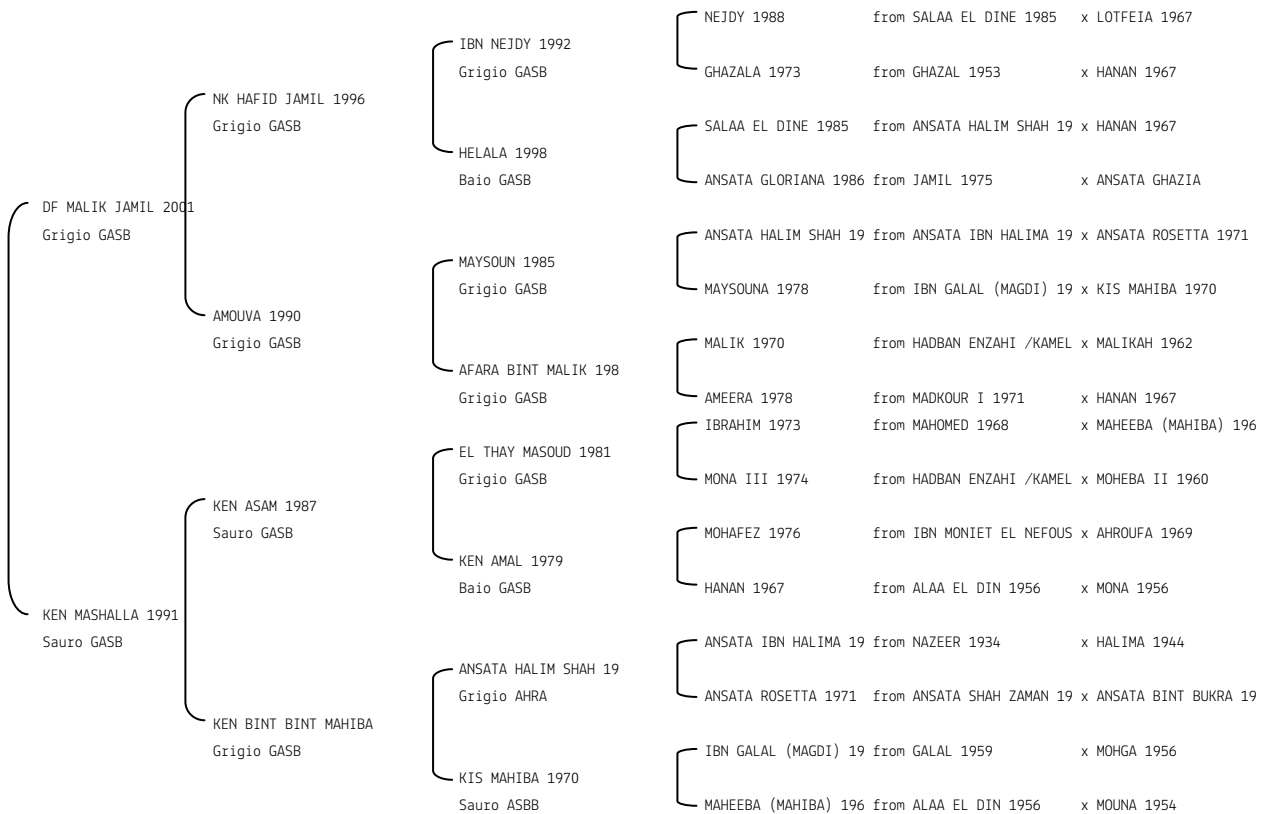 NEJDY 1988 from SALAA EL DINE 1985 x LOTFEIA 1967
IBN NEJDY 1992
Grigio GASB
GHAZALA 1973 from GHAZAL 1953 x HANAN 1967
NK HAFID JAMIL 1996
Grigio GASB
SALAA EL DINE 1985 from ANSATA HALIM SHAH 19 x HANAN 1967
HELALA 1998
Baio GASB
ANSATA GLORIANA 1986 from JAMIL 1975 x ANSATA GHAZIA
DF MALIK JAMIL 2001
Grigio GASB
ANSATA HALIM SHAH 19 from ANSATA IBN HALIMA 19 x ANSATA ROSETTA 1971
MAYSOUN 1985
Grigio GASB
MAYSOUNA 1978 from IBN GALAL (MAGDI) 19 x KIS MAHIBA 1970
AMOUVA 1990
Grigio GASB
MALIK 1970 from HADBAN ENZAHI /KAMEL x MALIKAH 1962
AFARA BINT MALIK 198
Grigio GASB
AMEERA 1978 from MADKOUR I 1971 x HANAN 1967
IBRAHIM 1973 from MAHOMED 1968 x MAHEEBA (MAHIBA) 196
EL THAY MASOUD 1981
Grigio GASB
MONA III 1974 from HADBAN ENZAHI /KAMEL x MOHEBA II 1960
KEN ASAM 1987
Sauro GASB
MOHAFEZ 1976 from IBN MONIET EL NEFOUS x AHROUFA 1969
KEN AMAL 1979
Baio GASB
HANAN 1967 from ALAA EL DIN 1956 x MONA 1956
KEN MASHALLA 1991
Sauro GASB
ANSATA IBN HALIMA 19 from NAZEER 1934 x HALIMA 1944
ANSATA HALIM SHAH 19
Grigio AHRA
ANSATA ROSETTA 1971 from ANSATA SHAH ZAMAN 19 x ANSATA BINT BUKRA 19
KEN BINT BINT MAHIBA
Grigio GASB
IBN GALAL (MAGDI) 19 from GALAL 1959 x MOHGA 1956
KIS MAHIBA 1970
Sauro ASBB
MAHEEBA (MAHIBA) 196 from ALAA EL DIN 1956 x MOUNA 1954